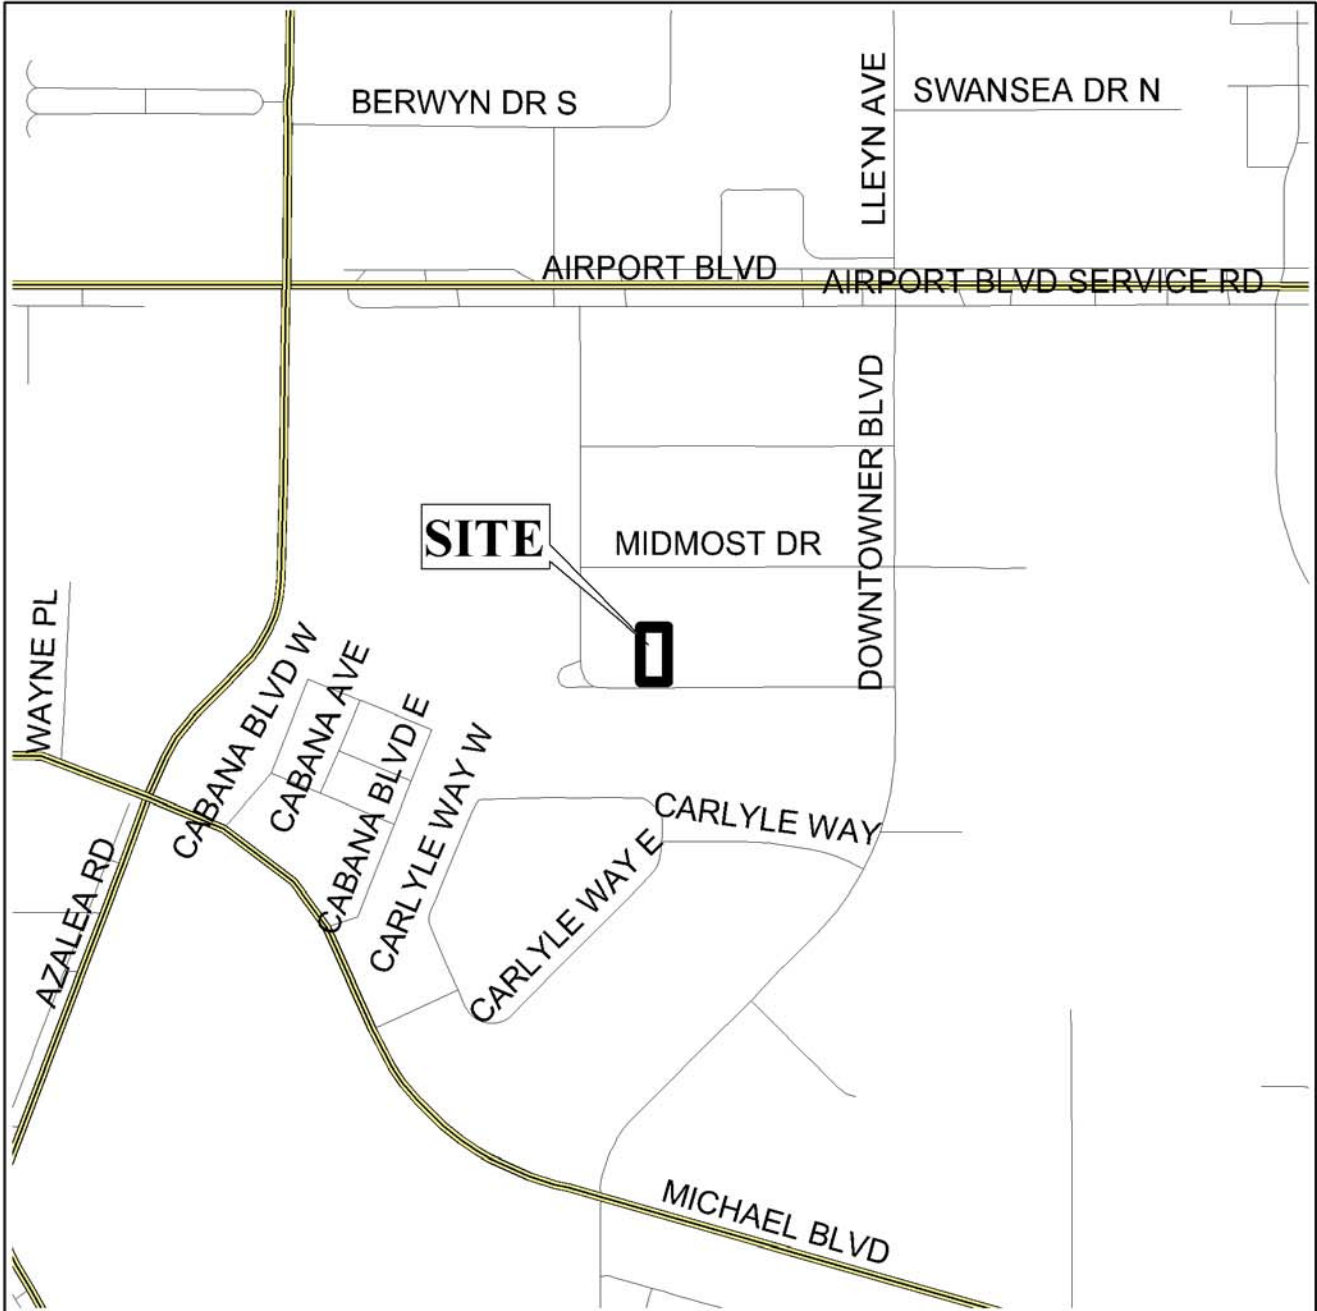 BERWYN DR S
LLEYN AVE
SWANSEA DR N
AIRPORT BLVD
AIRPORT BLVD SERVICE RD
DOWNTOWNER BLVD
SITE
MIDMOST DR
WAYNE PL
CABANA BLVD W
CABANA AVE
CABANA BLVD E
CARLYLE WAY W
CARLYLE WAY
CARLYLE WAY E
AZALEA RD
MICHAEL BLVD